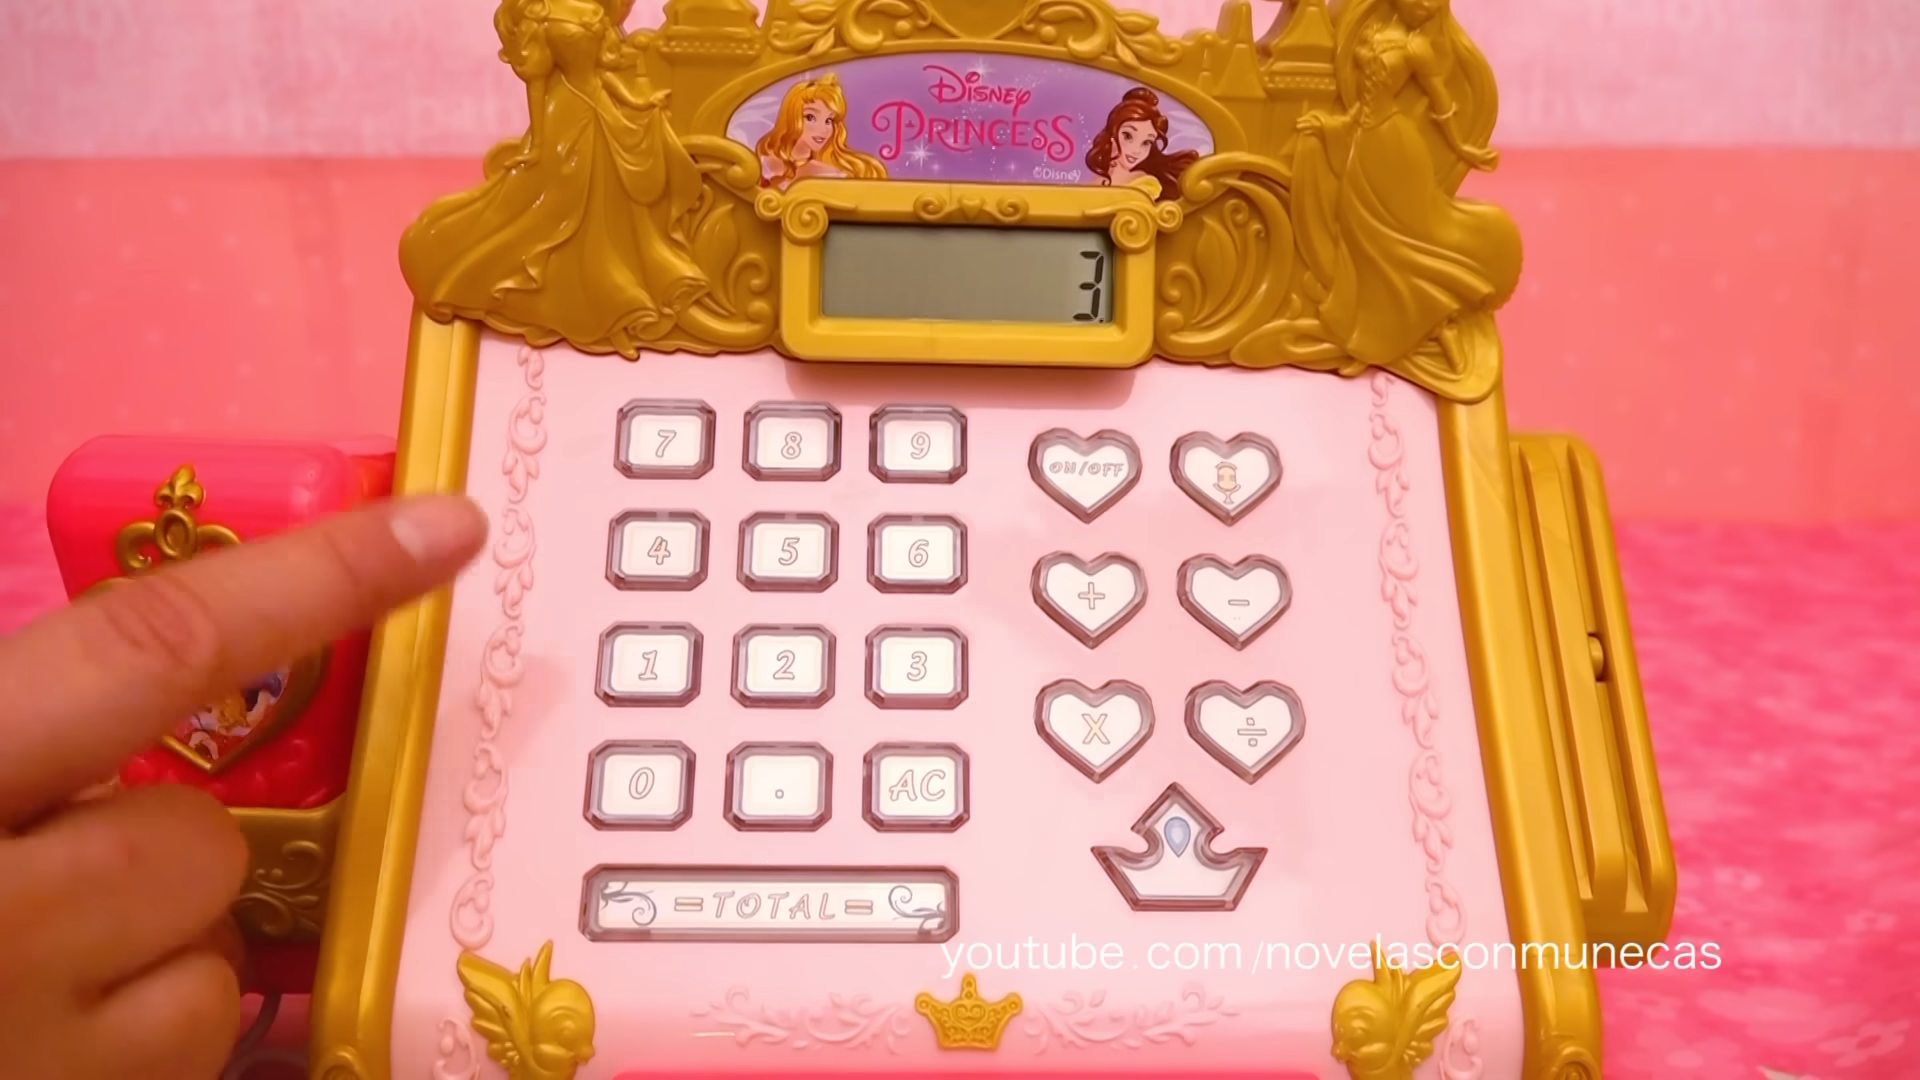 Disney
PRINCESS
©Disney
3.
7 8 9
ON/OFF
4 5 6
+ -
1 2 3
X ÷
0 . AC
=TOTAL=
youtube.com/novelasconmunecas